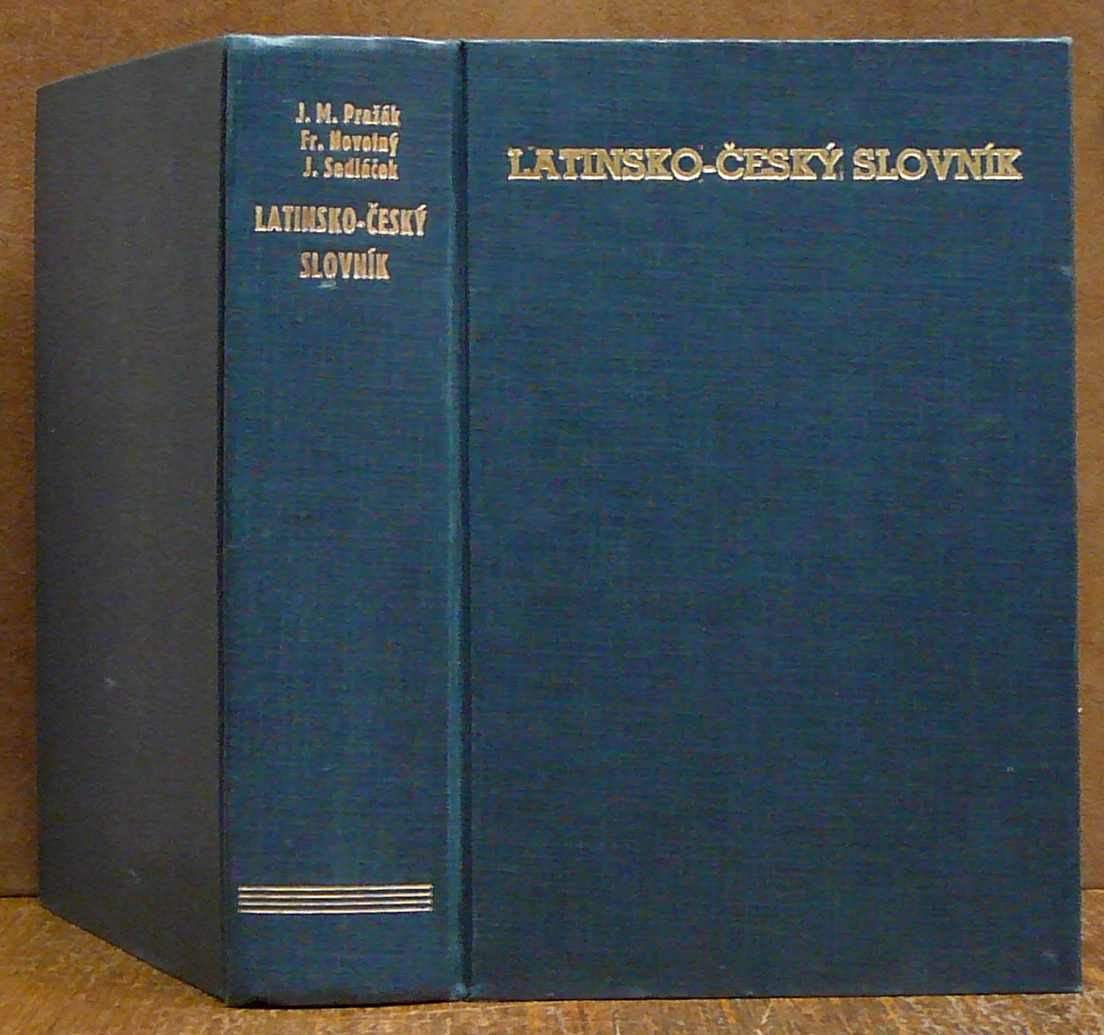 J. M. Pražák
Fr. Novotný
J. Sedláček
LATINSKO-ČESKÝ
SLOVNÍK
LATINSKO-ČESKÝ SLOVNÍK